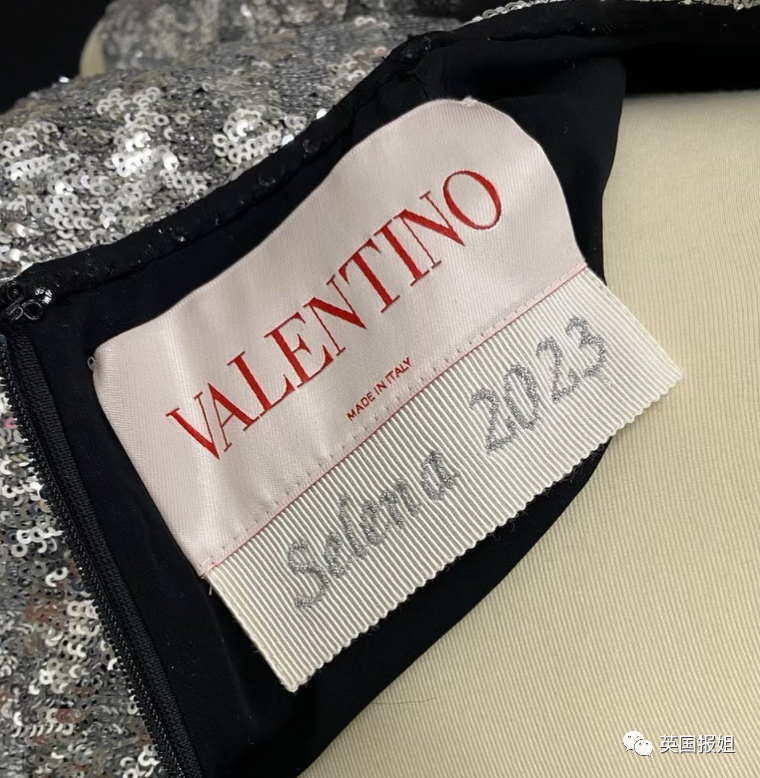 VALENTINO
MADE IN ITALY
Selena 2023
英国报姐